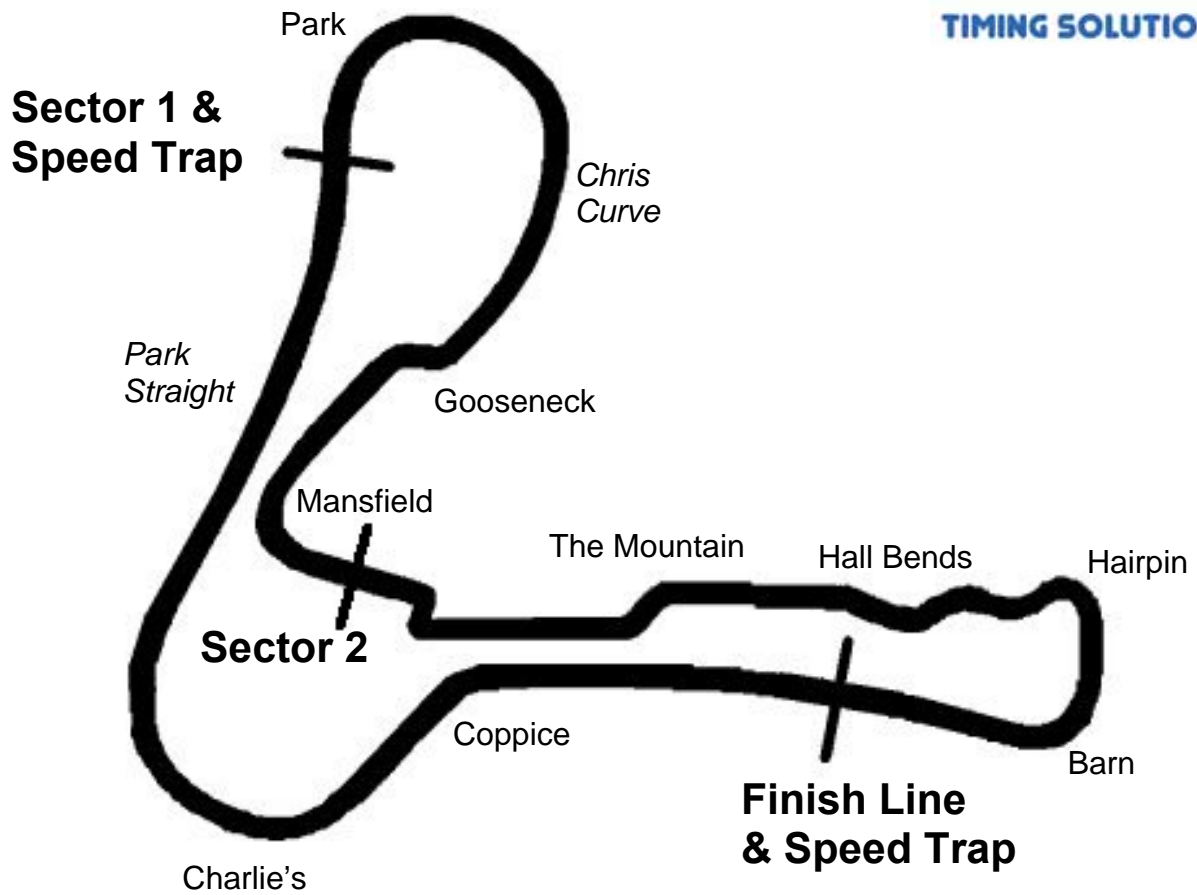 Park
TIMING SOLUTIO
Sector 1 &
Speed Trap
Chris
Curve
Park
Straight
Gooseneck
Mansfield
The Mountain
Hall Bends
Hairpin
Sector 2
Coppice
Barn
Finish Line
& Speed Trap
Charlie's